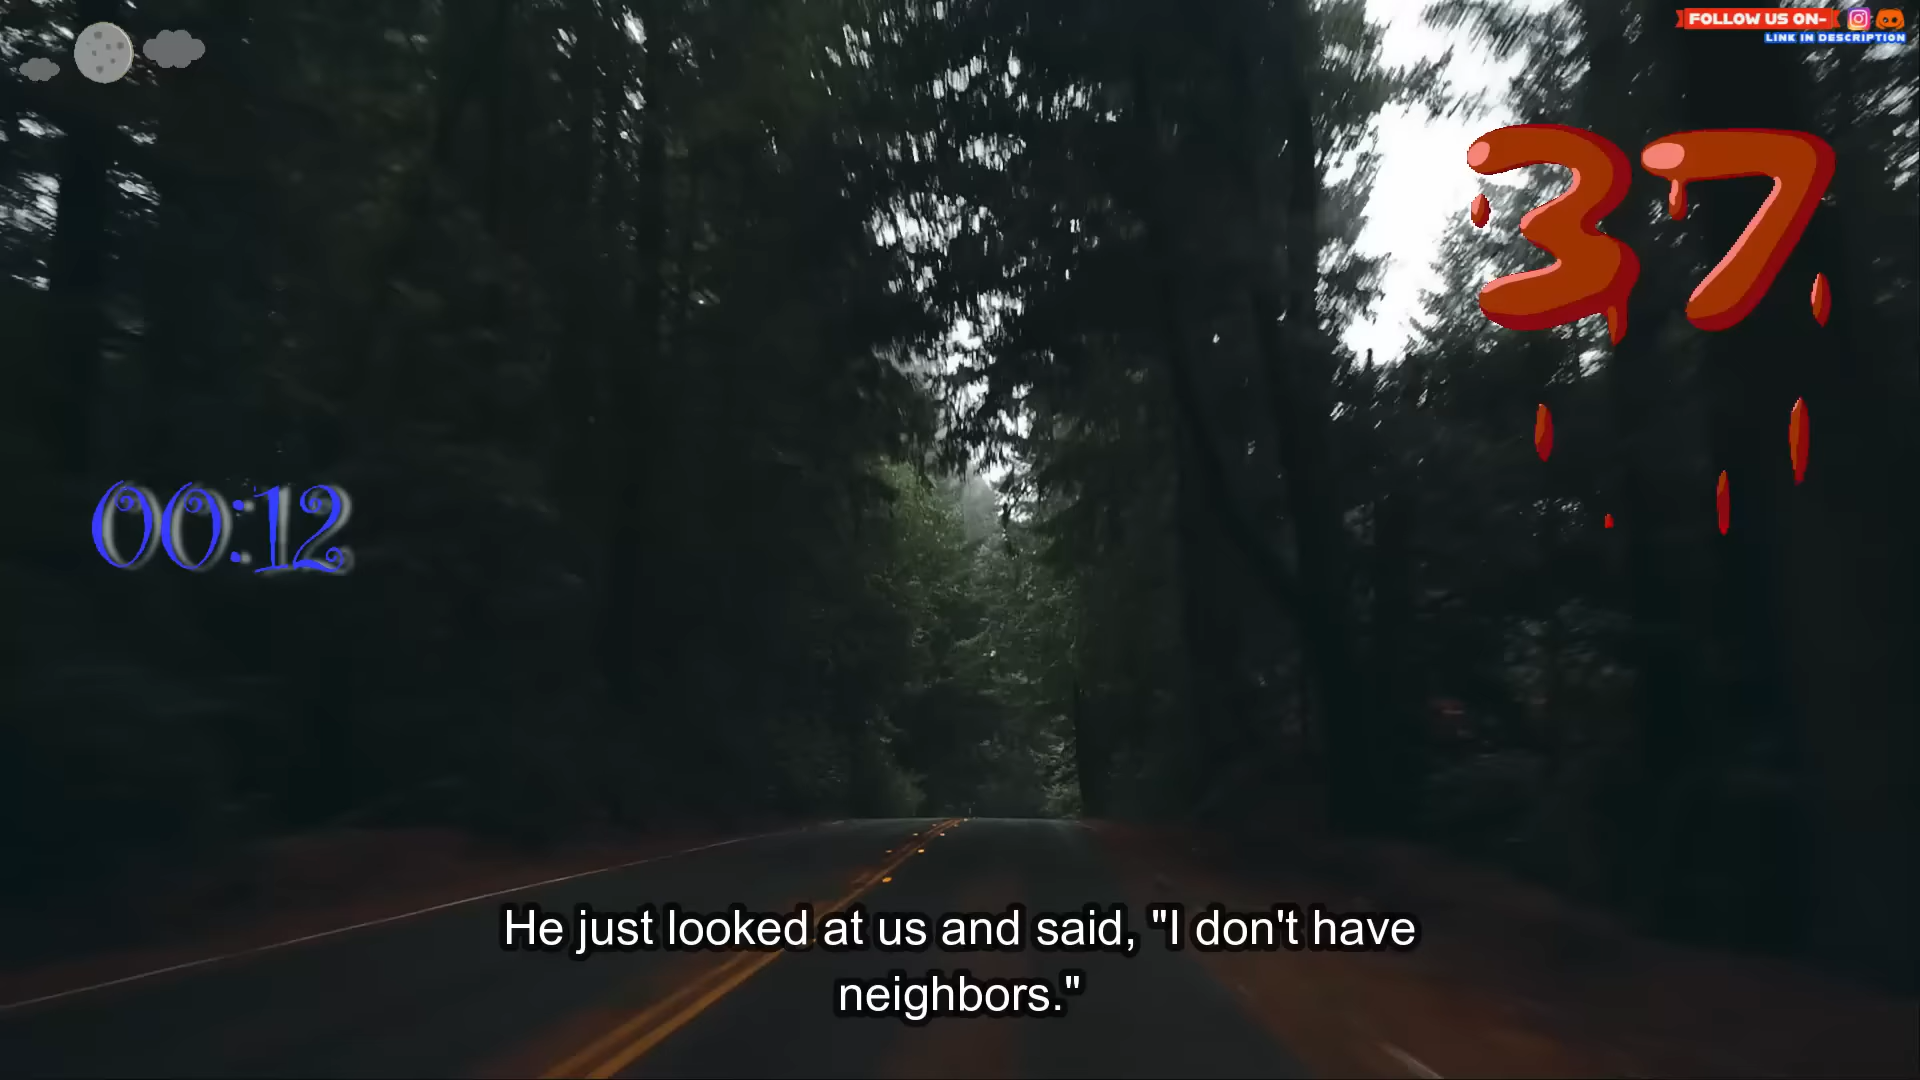 FOLLOW US ON-
LINK IN DESCRIPTION
37
00:12
He just looked at us and said, "I don't have
neighbors."